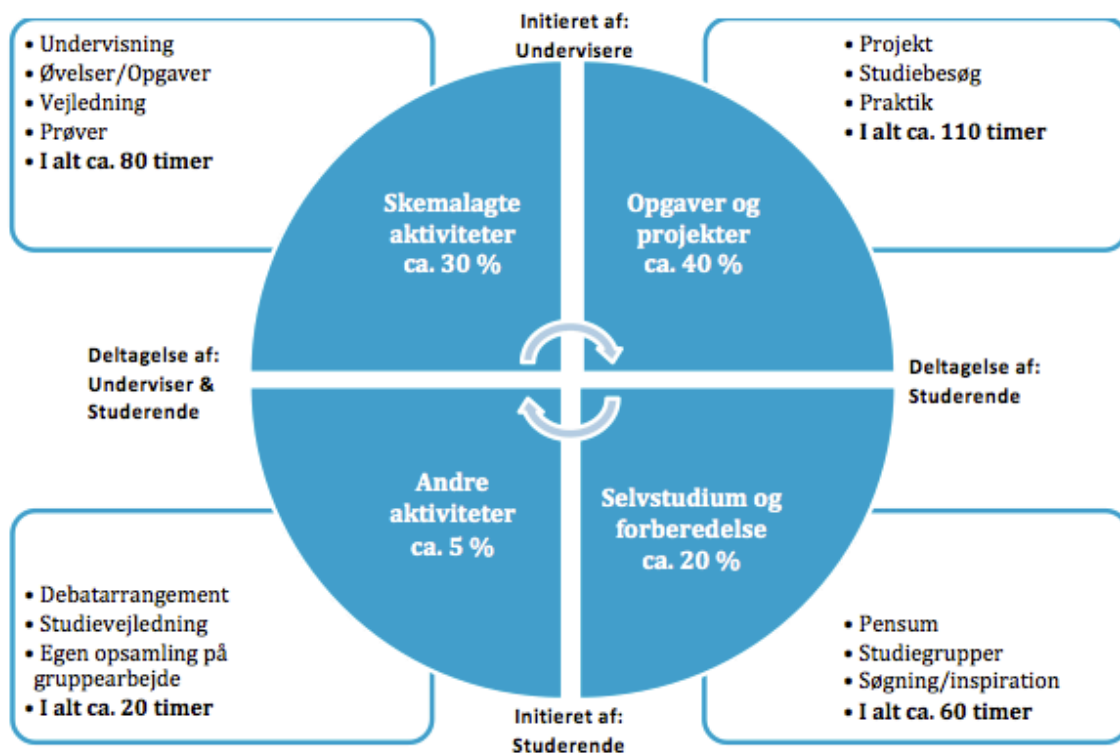 Initieret af:
Undervisere
• Undervisning
• Øvelser/Opgaver
• Vejledning
• Prøver
• I alt ca. 80 timer
• Projekt
• Studiebesøg
• Praktik
• I alt ca. 110 timer
Skemalagte
aktiviteter
ca. 30 %
Opgaver og
projekter
ca. 40 %
Deltagelse af:
Underviser &
Studerende
Deltagelse af:
Studerende
Andre
aktiviteter
ca. 5 %
Selvstudium og
forberedelse
ca. 20 %
• Debatarrangement
• Studievejledning
• Egen opsamling på
gruppearbejde
• I alt ca. 20 timer
• Pensum
• Studiegrupper
• Søgning/inspiration
• I alt ca. 60 timer
Initieret af:
Studerende